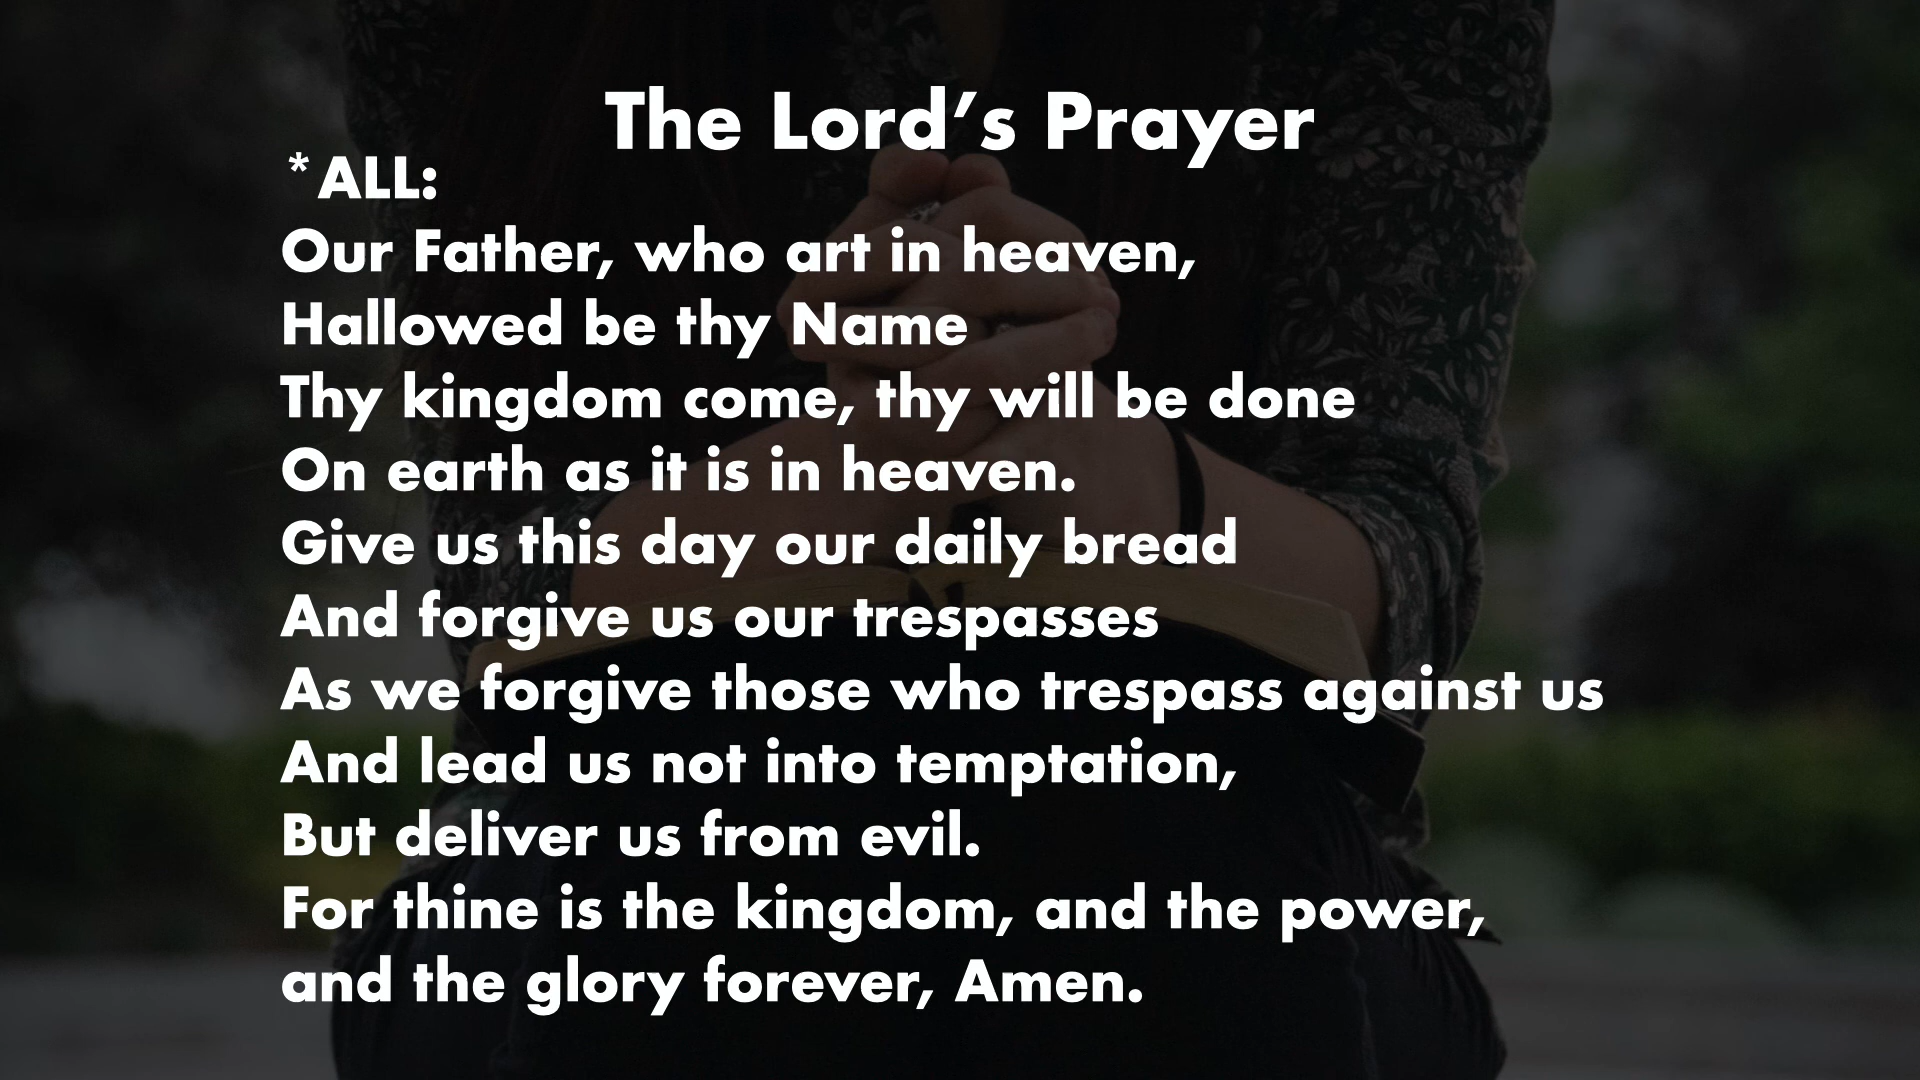 The Lord’s Prayer
*ALL:
Our Father, who art in heaven,
Hallowed be thy Name
Thy kingdom come, thy will be done
On earth as it is in heaven.
Give us this day our daily bread
And forgive us our trespasses
As we forgive those who trespass against us
And lead us not into temptation,
But deliver us from evil.
For thine is the kingdom, and the power,
and the glory forever, Amen.